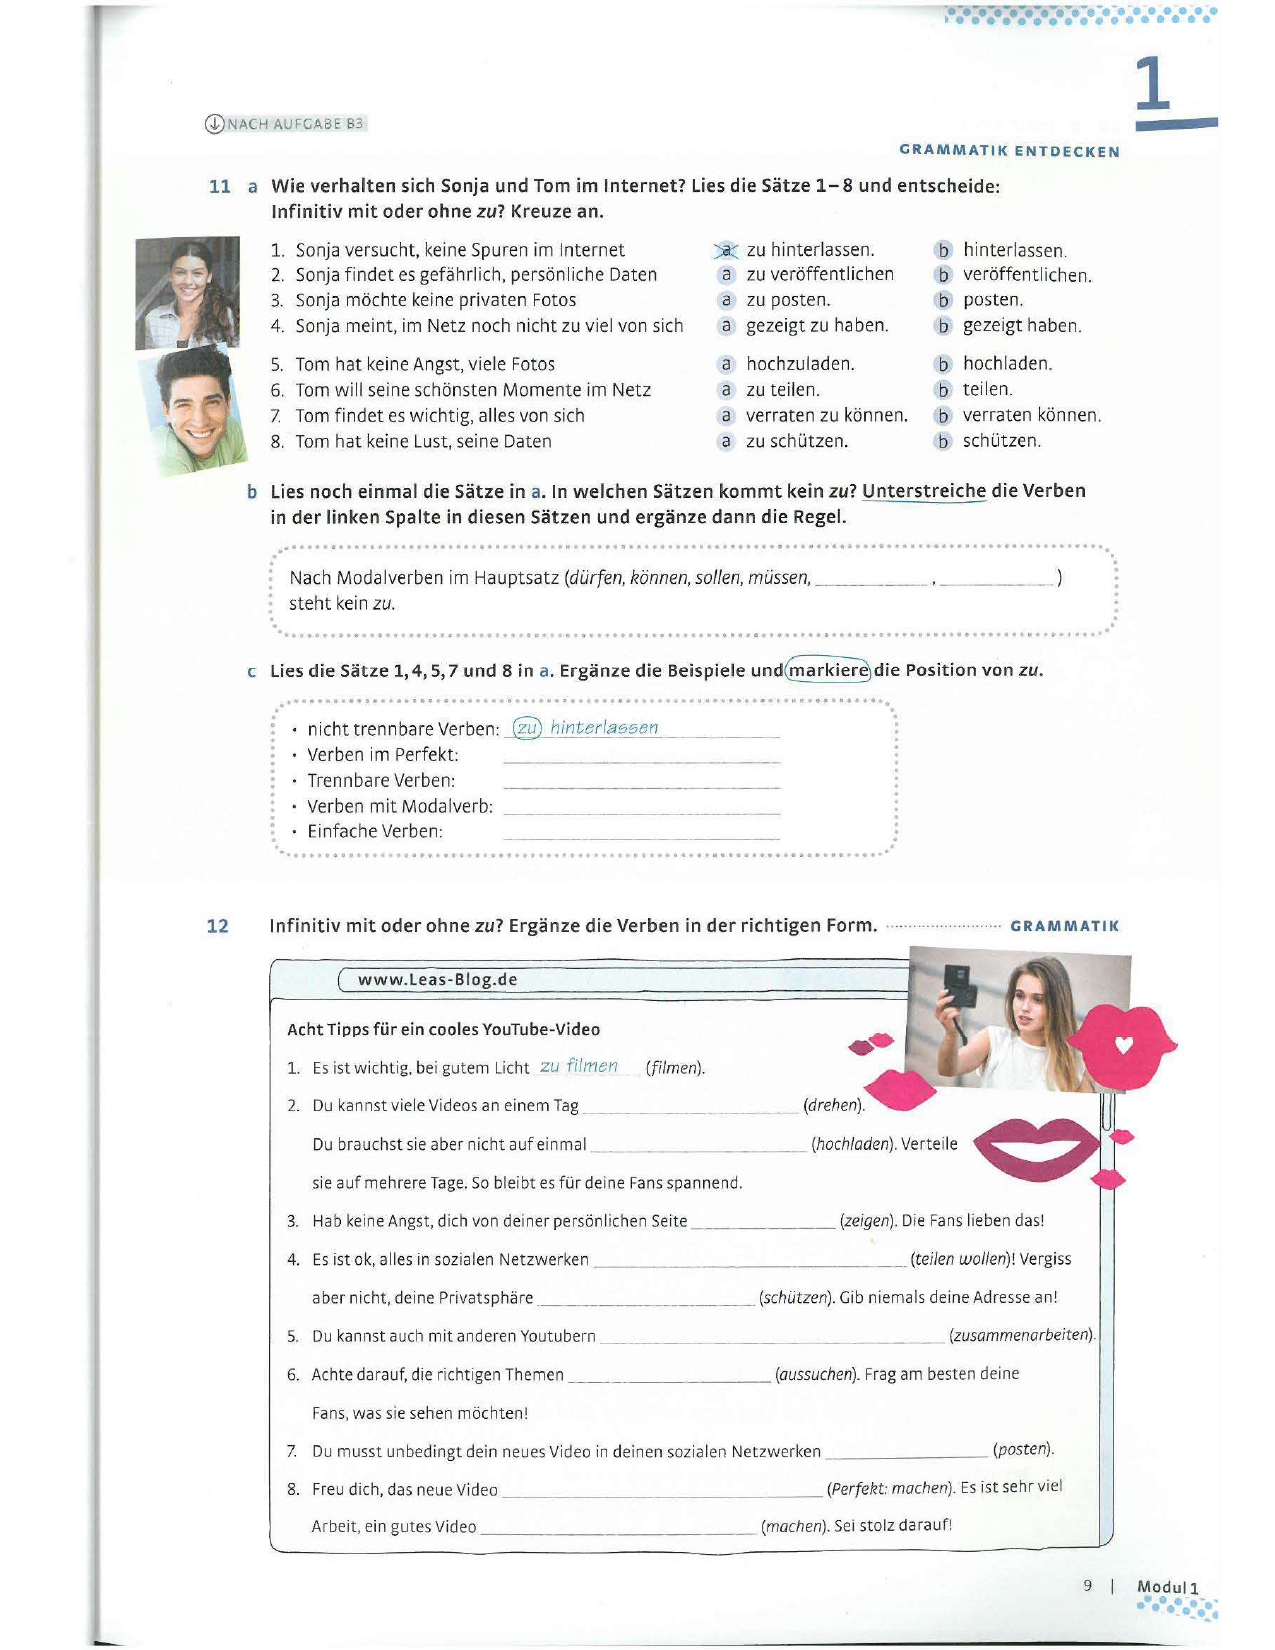 1
NACH AUFGABE B3
GRAMMATIK ENTDECKEN
11 a Wie verhalten sich Sonja und Tom im Internet? Lies die Sätze 1–8 und entscheide:
Infinitiv mit oder ohne zu? Kreuze an.
1. Sonja versucht, keine Spuren im Internet a zu hinterlassen. b hinterlassen.
2. Sonja findet es gefährlich, persönliche Daten a zu veröffentlichen b veröffentlichen.
3. Sonja möchte keine privaten Fotos a zu posten. b posten.
4. Sonja meint, im Netz noch nicht zu viel von sich a gezeigt zu haben. b gezeigt haben.
5. Tom hat keine Angst, viele Fotos a hochzuladen. b hochladen.
6. Tom will seine schönsten Momente im Netz a zu teilen. b teilen.
7. Tom findet es wichtig, alles von sich a verraten zu können. b verraten können.
8. Tom hat keine Lust, seine Daten a zu schützen. b schützen.
b Lies noch einmal die Sätze in a. In welchen Sätzen kommt kein zu? Unterstreiche die Verben
in der linken Spalte in diesen Sätzen und ergänze dann die Regel.
Nach Modalverben im Hauptsatz (dürfen, können, sollen, müssen, ___________ , ___________ )
steht kein zu.
c Lies die Sätze 1, 4, 5, 7 und 8 in a. Ergänze die Beispiele und markiere die Position von zu.
• nicht trennbare Verben: zu hinterlassen
• Verben im Perfekt: ___________
• Trennbare Verben: ___________
• Verben mit Modalverb: ___________
• Einfache Verben: ___________
12 Infinitiv mit oder ohne zu? Ergänze die Verben in der richtigen Form. GRAMMATIK
www.Leas-Blog.de
Acht Tipps für ein cooles YouTube-Video
1. Es ist wichtig, bei gutem Licht zu filmen (filmen).
2. Du kannst viele Videos an einem Tag ___________ (drehen).
Du brauchst sie aber nicht auf einmal ___________ (hochladen). Verteile
sie auf mehrere Tage. So bleibt es für deine Fans spannend.
3. Hab keine Angst, dich von deiner persönlichen Seite ___________ (zeigen). Die Fans lieben das!
4. Es ist ok, alles in sozialen Netzwerken ___________ (teilen wollen)! Vergiss
aber nicht, deine Privatsphäre ___________ (schützen). Gib niemals deine Adresse an!
5. Du kannst auch mit anderen Youtubern ___________ (zusammenarbeiten).
6. Achte darauf, die richtigen Themen ___________ (aussuchen). Frag am besten deine
Fans, was sie sehen möchten!
7. Du musst unbedingt dein neues Video in deinen sozialen Netzwerken ___________ (posten).
8. Freu dich, das neue Video ___________ (Perfekt: machen). Es ist sehr viel
Arbeit, ein gutes Video ___________ (machen). Sei stolz darauf!
9 | Modul 1